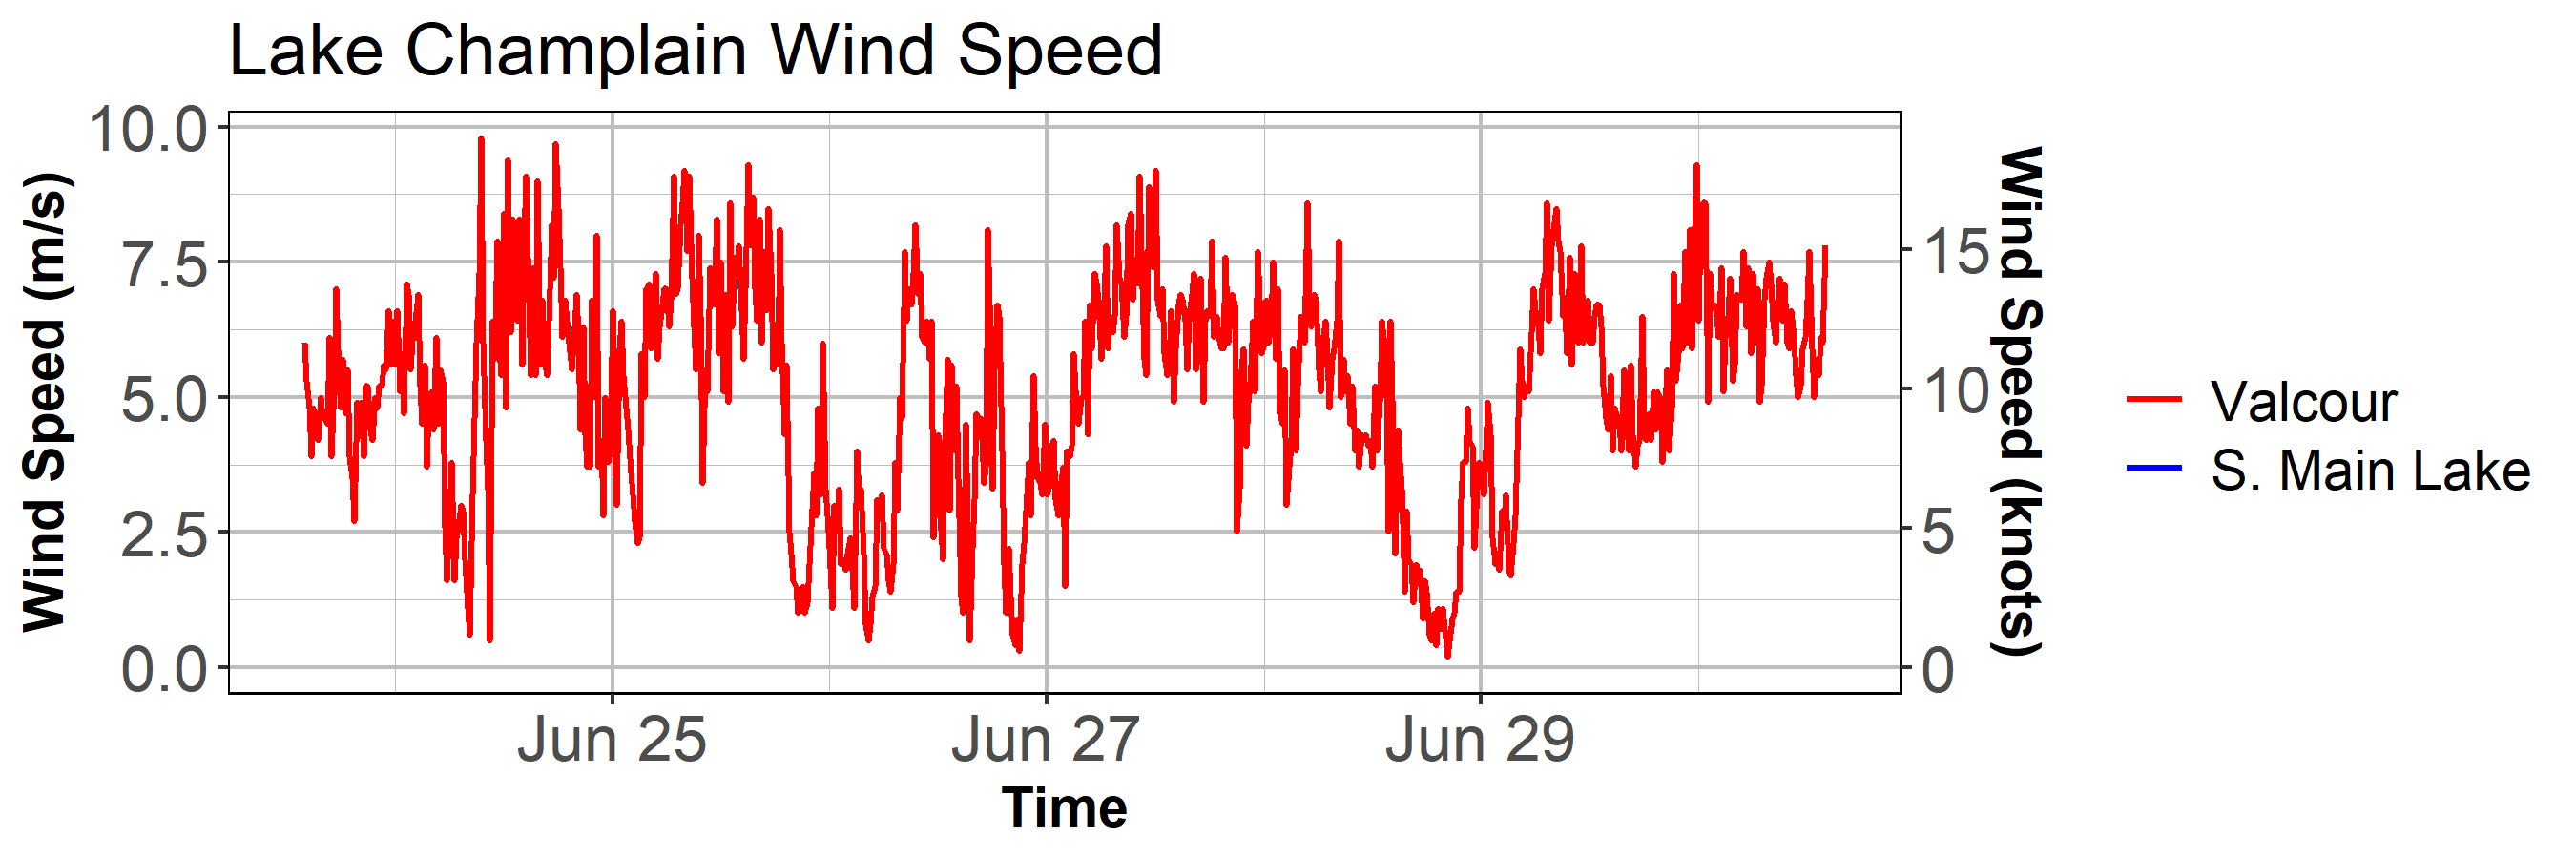 Lake Champlain Wind Speed
Wind Speed (m/s)
10.0
7.5
5.0
2.5
0.0
15
10
5
0
Wind Speed (knots)
Jun 25
Jun 27
Jun 29
Time
Valcour
S. Main Lake